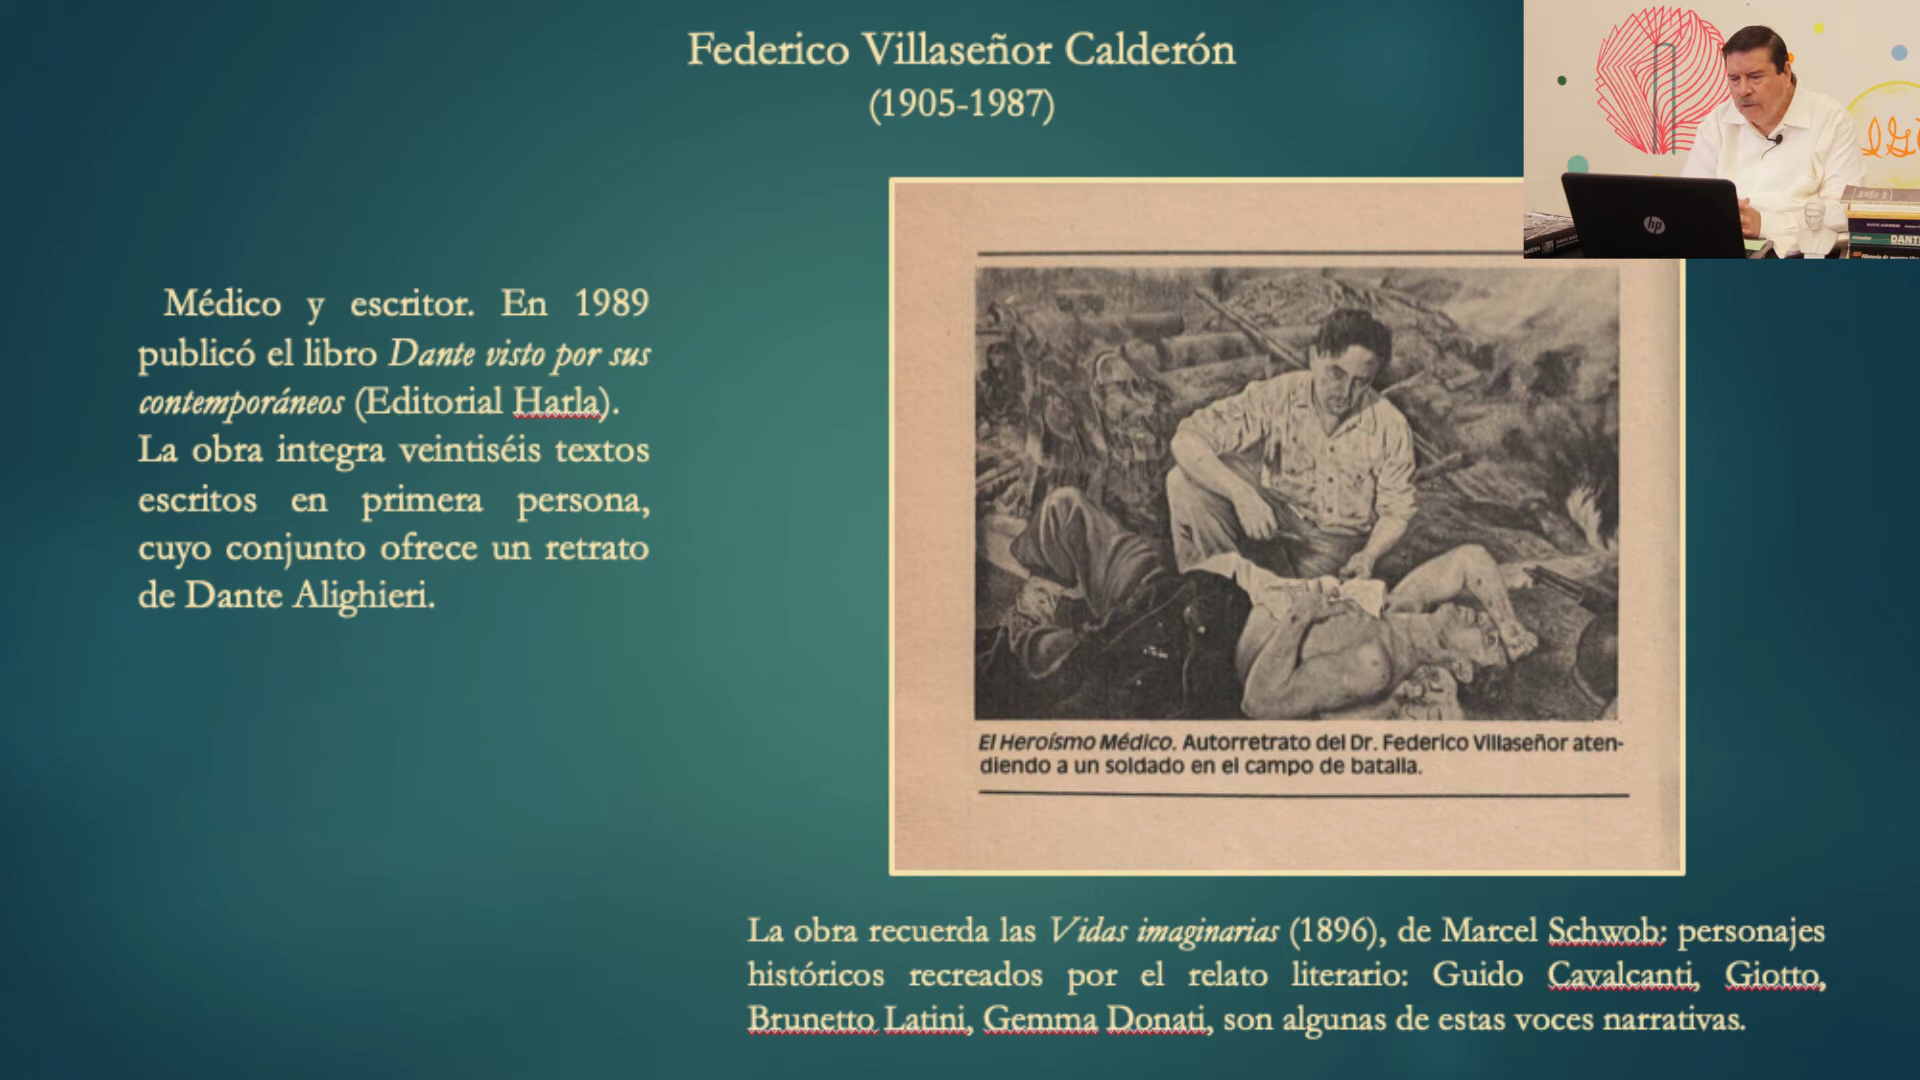 Federico Villaseñor Calderón
(1905-1987)
Médico y escritor. En 1989
publicó el libro Dante visto por sus
contemporáneos (Editorial Harla).
La obra integra veintiséis textos
escritos en primera persona,
cuyo conjunto ofrece un retrato
de Dante Alighieri.
hp
DANTE
El Heroísmo Médico. Autorretrato del Dr. Federico Villaseñor aten-
diendo a un soldado en el campo de batalla.
La obra recuerda las Vidas imaginarias (1896), de Marcel Schwob: personajes
históricos recreados por el relato literario: Guido Cavalcanti, Giotto,
Brunetto Latini, Gemma Donati, son algunas de estas voces narrativas.